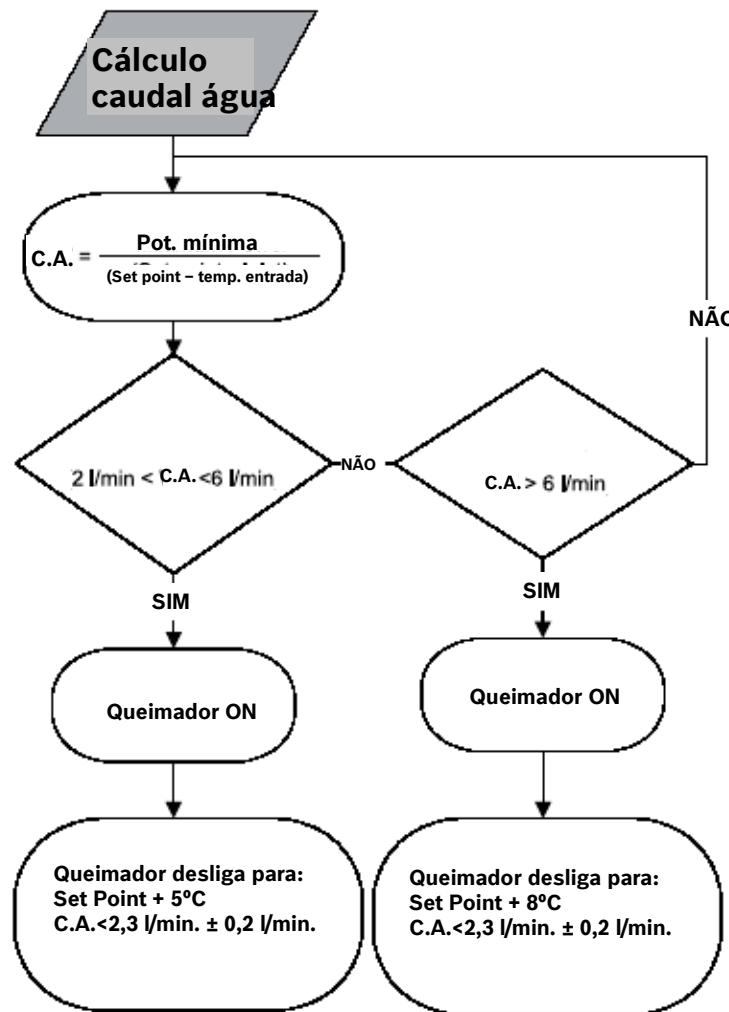 Cálculo
caudal água
C.A. =
Pot. mínima
(Set point – temp. entrada)
NÃO
2 l/min < C.A. <6 l/min
NÃO
C.A. > 6 l/min
SIM
SIM
Queimador ON
Queimador ON
Queimador desliga para:
Set Point + 5ºC
C.A.<2,3 l/min. ± 0,2 l/min.
Queimador desliga para:
Set Point + 8ºC
C.A.<2,3 l/min. ± 0,2 l/min.